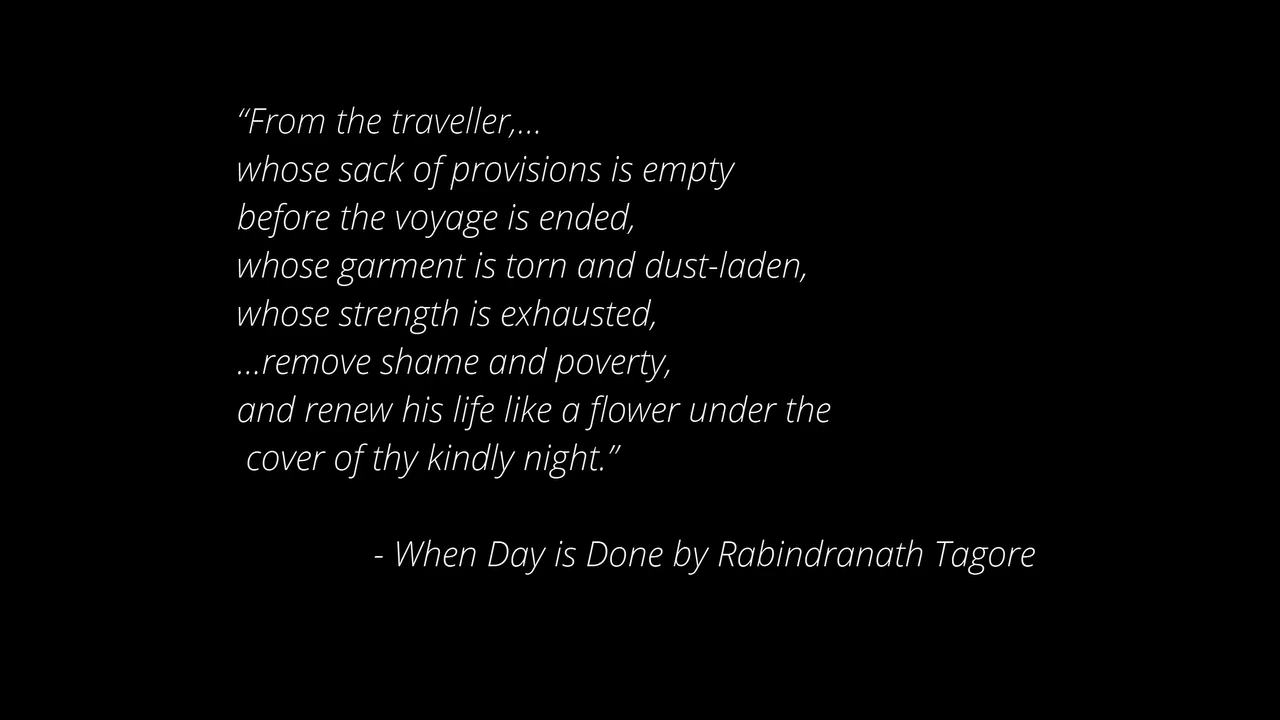 “From the traveller,...
whose sack of provisions is empty
before the voyage is ended,
whose garment is torn and dust-laden,
whose strength is exhausted,
...remove shame and poverty,
and renew his life like a flower under the
cover of thy kindly night.”
- When Day is Done by Rabindranath Tagore